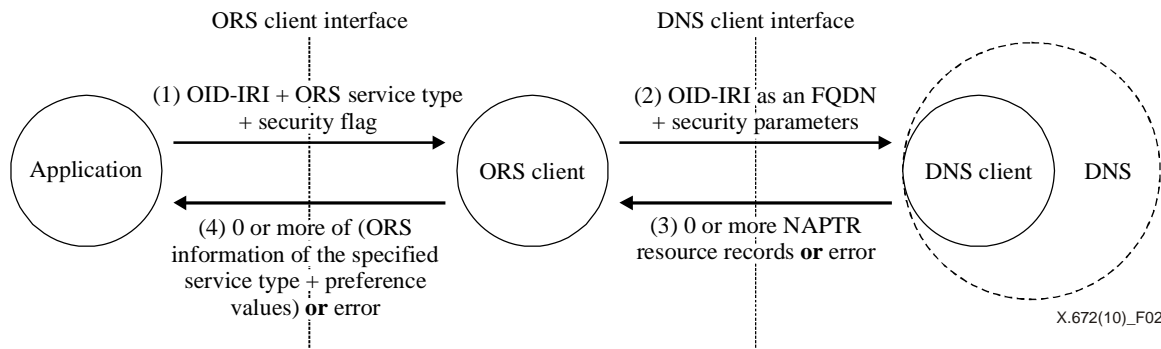 ORS client interface
DNS client interface
(1) OID-IRI + ORS service type
+ security flag
(2) OID-IRI as an FQDN
+ security parameters
Application
ORS client
DNS client
DNS
(4) 0 or more of (ORS
information of the specified
service type + preference
values) or error
(3) 0 or more NAPTR
resource records or error
X.672(10)_F02